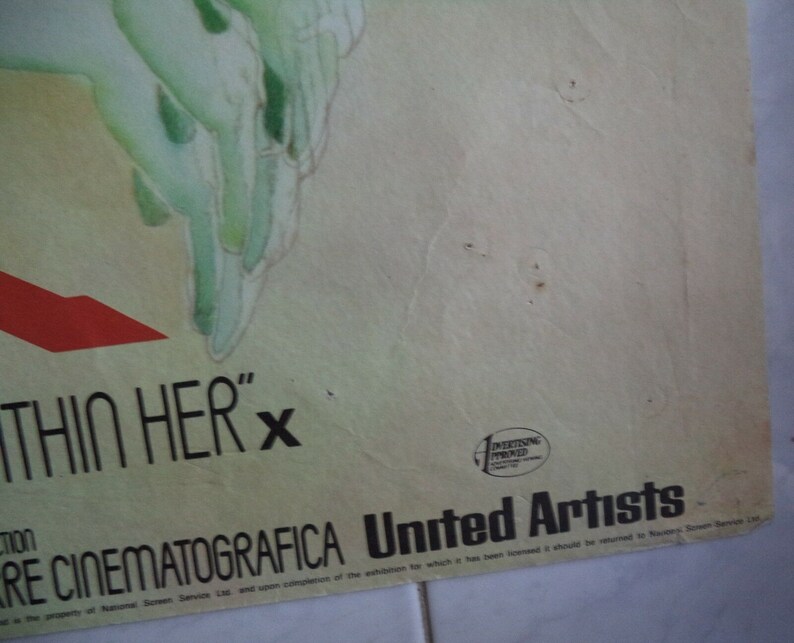 ITHIN HER" X
ADVERTISING
APPROVED
CTION
RE CINEMATOGRAFICA United Artists
is the property of National Screen Service Ltd. and upon completion of the exhibition for which it has been licensed it should be returned to National Screen Service Ltd.